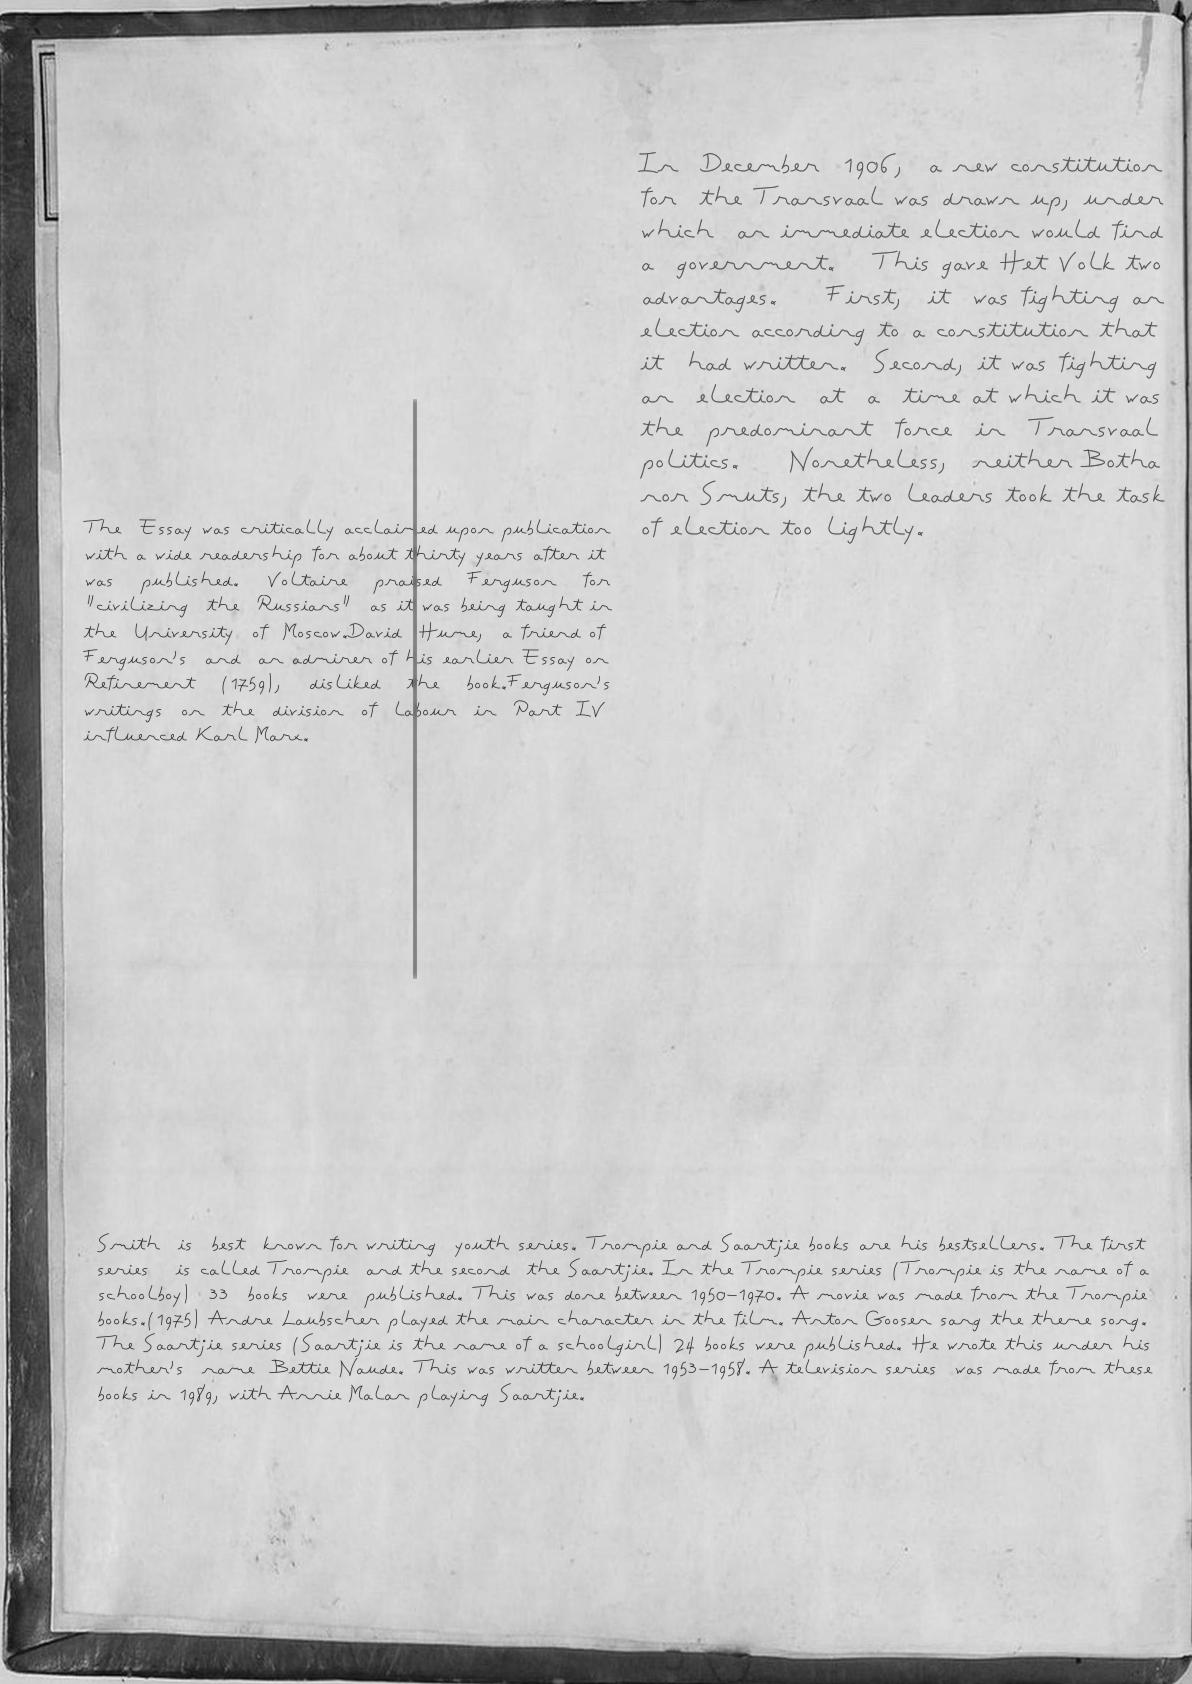 The Essay was critically acclaimed upon publication
with a wide readership for about thirty years after it
was published. Voltaire praised Ferguson for
"civilizing the Russians" as it was being taught in
the University of Moscow.David Hume, a friend of
Ferguson's and an admirer of his earlier Essay on
Refinement (1759), disliked the book.Ferguson's
writings on the division of labour in Part IV
influenced Karl Marx.
In December 1906, a new constitution
for the Transvaal was drawn up, under
which an immediate election would find
a government. This gave Het Volk two
advantages. First, it was fighting an
election according to a constitution that
it had written. Second, it was fighting
an election at a time at which it was
the predominant force in Transvaal
politics. Nonetheless, neither Botha
nor Smuts, the two leaders took the task
of election too lightly.
Smith is best known for writing youth series. Trompie and Saartjie books are his bestsellers. The first
series is called Trompie and the second the Saartjie. In the Trompie series (Trompie is the name of a
schoolboy) 33 books were published. This was done between 1950-1970. A movie was made from the Trompie
books.(1975) Andre Laubscher played the main character in the film. Anton Goosen sang the theme song.
The Saartjie series (Saartjie is the name of a schoolgirl) 24 books were published. He wrote this under his
mother's name Bettie Naude. This was written between 1953-1958. A television series was made from these
books in 1989, with Annie Malan playing Saartjie.